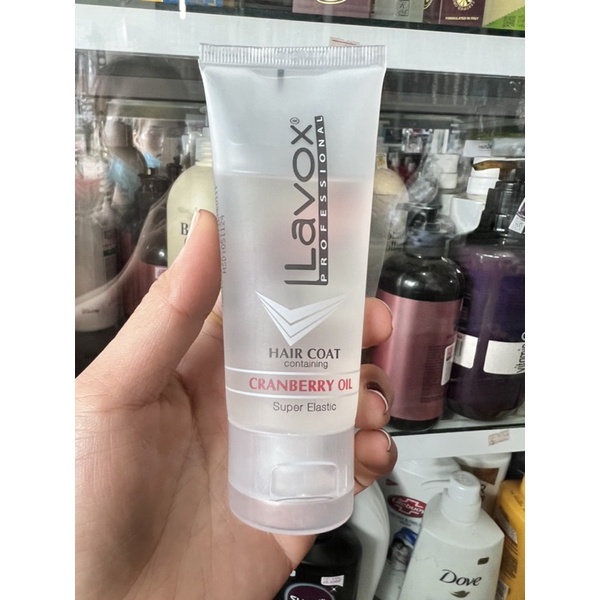 Lavox®
PROFESSIONAL
HAIR COAT
containing
CRANBERRY OIL
Super Elastic
Dove